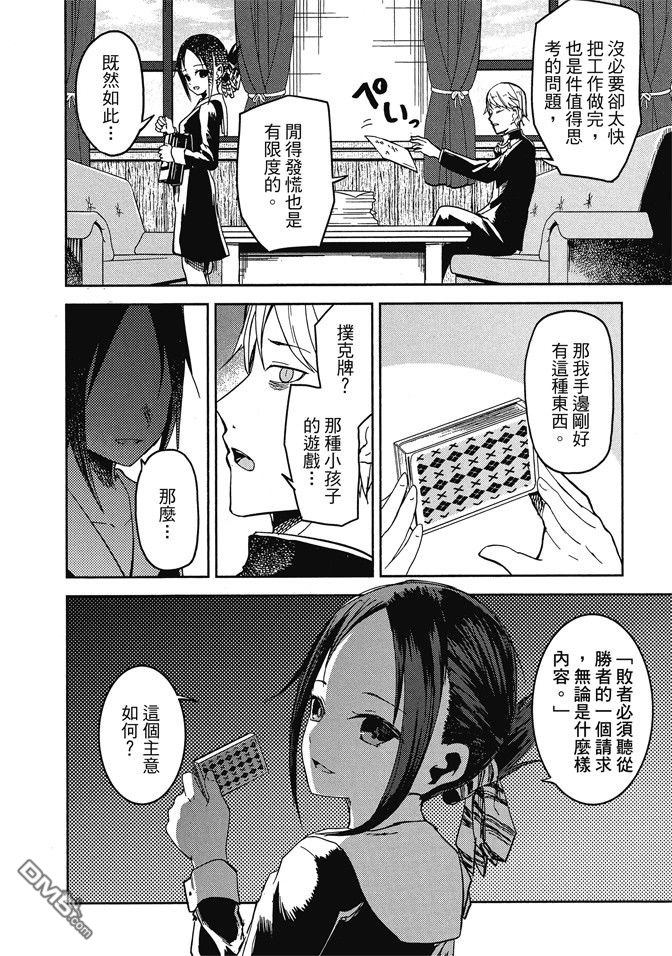 沒必要卻太快
把工作做完，
也是件值得思
考的問題，
ぺいっ
閒得發慌也是
有限度的。
既然如此…
那我手邊剛好
有這種東西。
撲克牌？
那種小孩子
的遊戲…
那麼…
「敗者必須聽從
勝者的一個請求
，無論是什麼樣
內容。」
這個主意
如何？
DM5